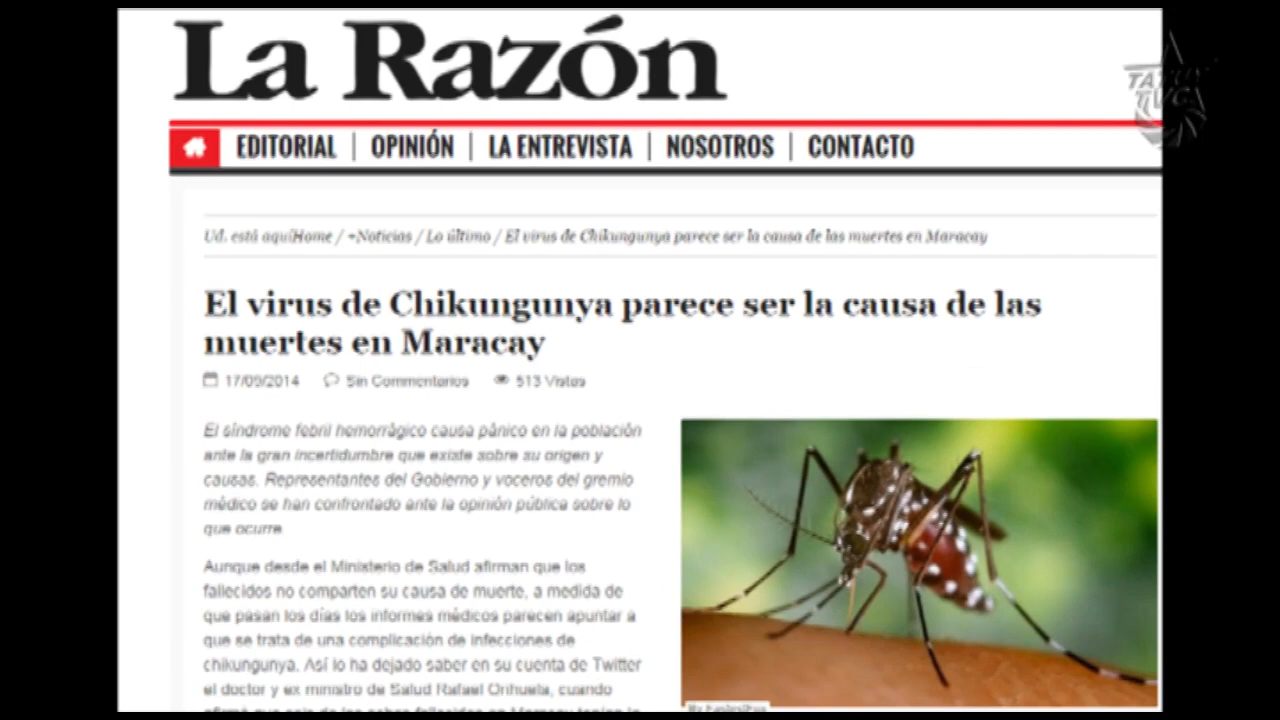 La Razón
TATUY
TVC
EDITORIAL | OPINIÓN | LA ENTREVISTA | NOSOTROS | CONTACTO
Ud. está aquíHome / +Noticias / Lo último / El virus de Chikungunya parece ser la causa de las muertes en Maracay
El virus de Chikungunya parece ser la causa de las
muertes en Maracay
17/09/2014 Sin Commentarios 513 Vistas
El síndrome febril hemorrágico causa pánico en la población
ante la gran incertidumbre que existe sobre su origen y
causas. Representantes del Gobierno y voceros del gremio
médico se han confrontado ante la opinión pública sobre lo
que ocurre
Aunque desde el Ministerio de Salud afirman que los
fallecidos no comparten su causa de muerte, a medida de
que pasan los días los informes médicos parecen apuntar a
que se trata de una complicación de infecciones de
chikungunya. Así lo ha dejado saber en su cuenta de Twitter
el doctor y ex ministro de Salud Rafael Orihuela, cuando